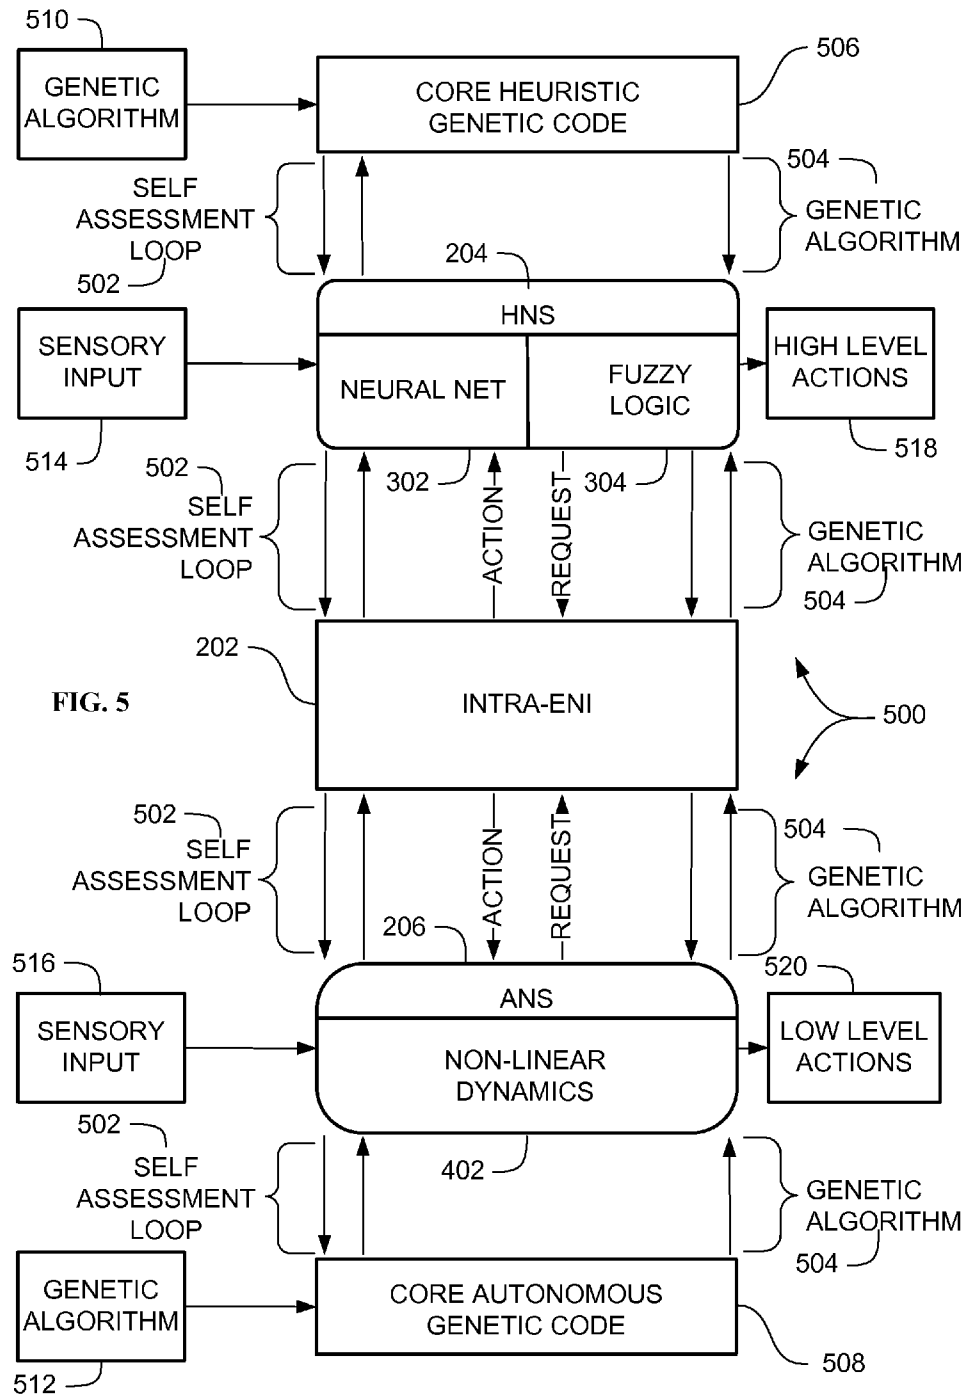 510
GENETIC
ALGORITHM
CORE HEURISTIC
GENETIC CODE
506
SELF
ASSESSMENT
LOOP
502
504
GENETIC
ALGORITHM
204
HNS
SENSORY
INPUT
514
NEURAL NET
FUZZY
LOGIC
HIGH LEVEL
ACTIONS
518
302
304
502
SELF
ASSESSMENT
LOOP
ACTION
REQUEST
GENETIC
ALGORITHM
504
202
INTRA-ENI
FIG. 5
500
502
SELF
ASSESSMENT
LOOP
ACTION
REQUEST
504
GENETIC
ALGORITHM
206
516
SENSORY
INPUT
ANS
NON-LINEAR
DYNAMICS
520
LOW LEVEL
ACTIONS
402
502
SELF
ASSESSMENT
LOOP
GENETIC
ALGORITHM
504
GENETIC
ALGORITHM
512
CORE AUTONOMOUS
GENETIC CODE
508